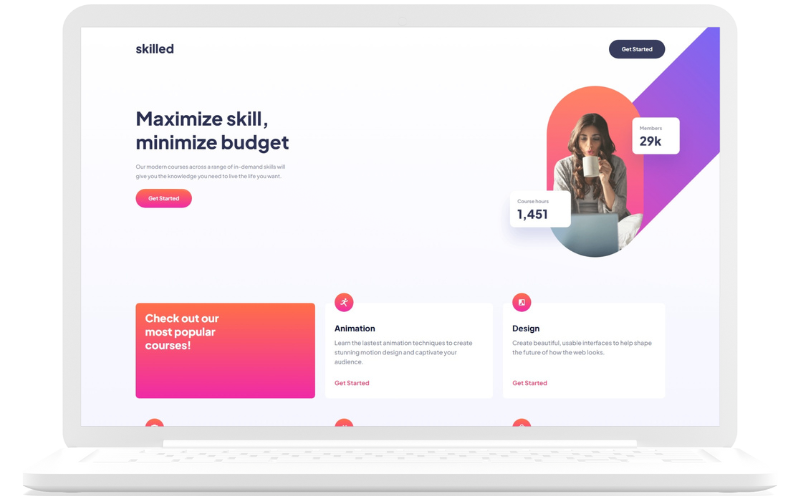 skilled
Get Started
Maximize skill,
minimize budget
Our modern courses across a range of in-demand skills will
give you the knowledge you need to live the life you want.
Get Started
Members
29k
Course hours
1,451
Check out our
most popular
courses!
Animation
Learn the lastest animation techniques to create
stunning motion design and captivate your
audience.
Get Started
Design
Create beautiful, usable interfaces to help shape
the future of how the web looks.
Get Started